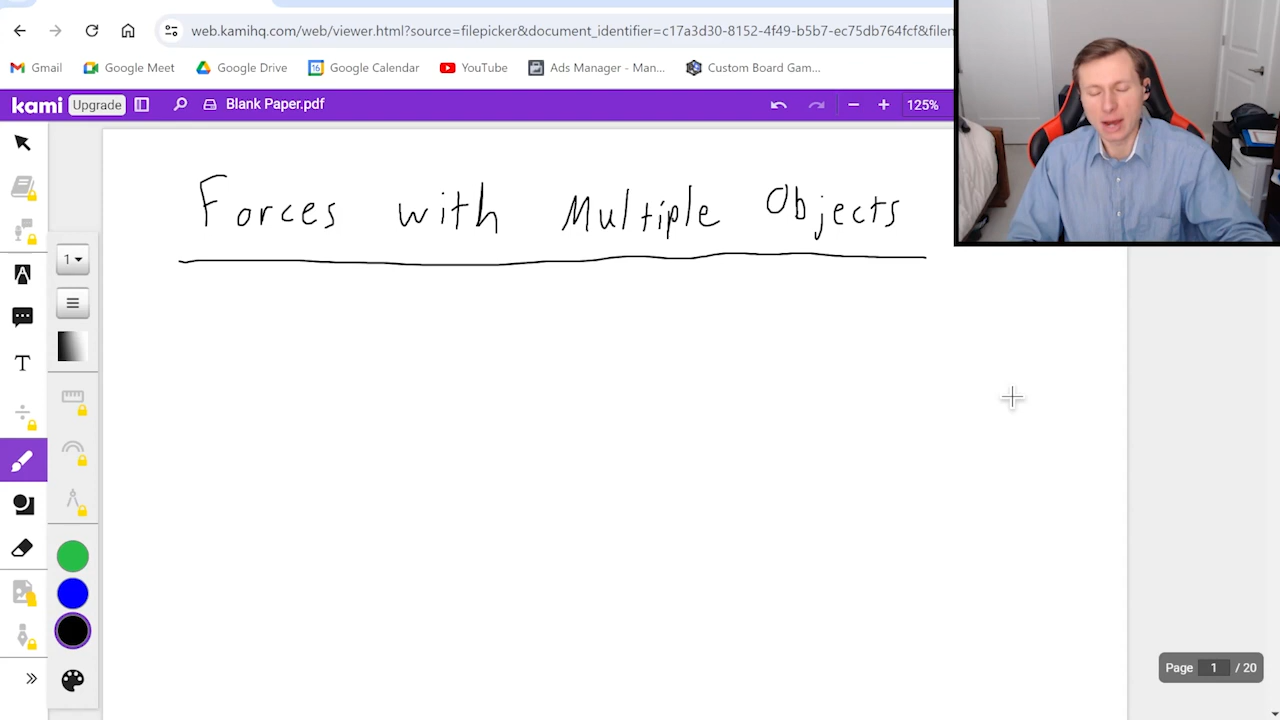 web.kamihq.com/web/viewer.html?source=filepicker&document_identifier=c17a3d30-8152-4f49-b5b7-ec75db764fcf&filen
Gmail Google Meet Google Drive Google Calendar YouTube Ads Manager - Man... Custom Board Gam...
kami Upgrade Blank Paper.pdf 125%
Forces with Multiple Objects
1
Page 1 / 20